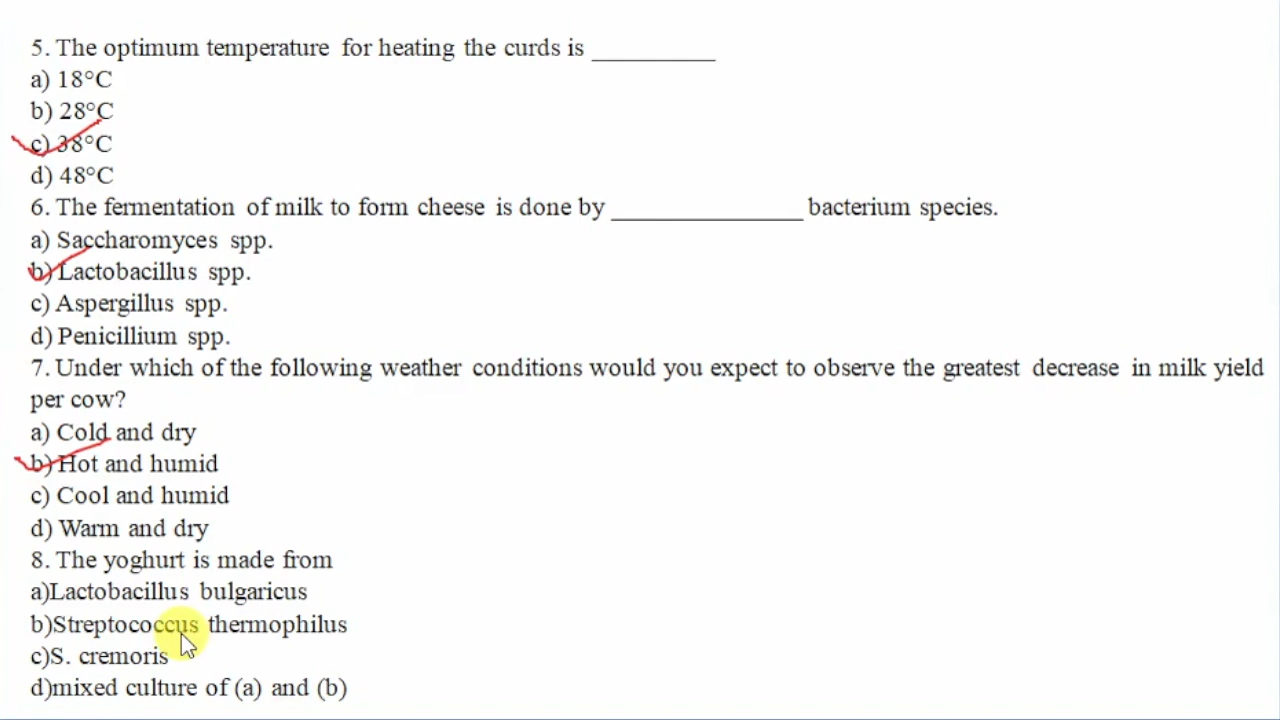 5. The optimum temperature for heating the curds is __________
a) 18°C
b) 28°C
c) 38°C
d) 48°C
6. The fermentation of milk to form cheese is done by _______________ bacterium species.
a) Saccharomyces spp.
b) Lactobacillus spp.
c) Aspergillus spp.
d) Penicillium spp.
7. Under which of the following weather conditions would you expect to observe the greatest decrease in milk yield
per cow?
a) Cold and dry
b) Hot and humid
c) Cool and humid
d) Warm and dry
8. The yoghurt is made from
a)Lactobacillus bulgaricus
b)Streptococcus thermophilus
c)S. cremoris
d)mixed culture of (a) and (b)